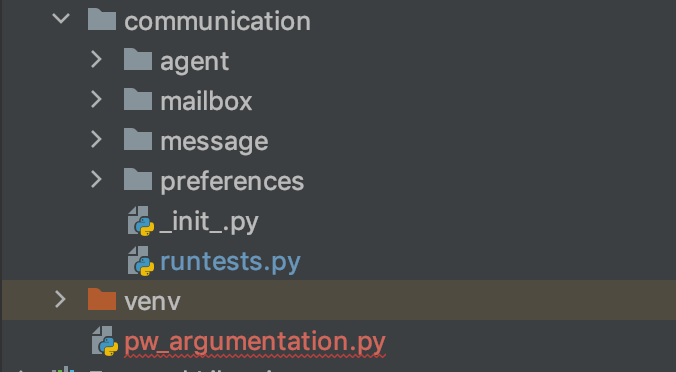 communication
agent
mailbox
message
preferences
_init_.py
runtests.py
venv
pw_argumentation.py